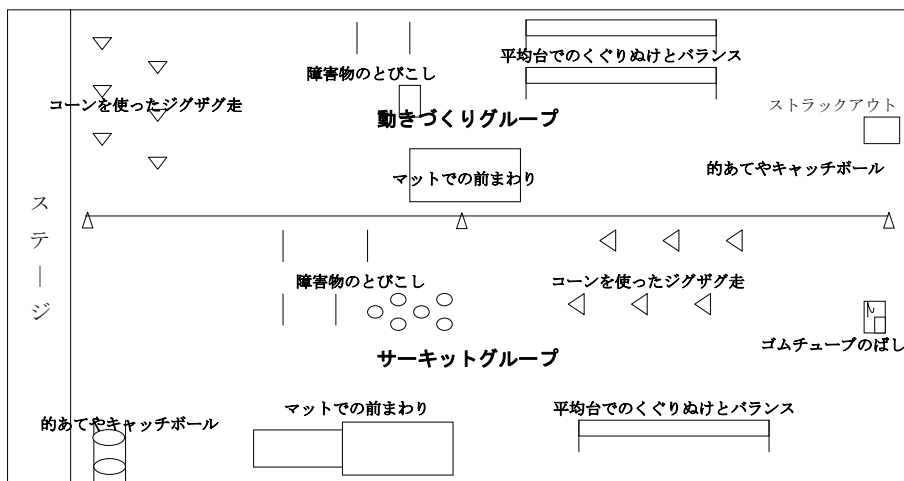 障害物のとびこし
平均台でのくぐりぬけとバランス
コーンを使ったジグザグ走
ストラックアウト
動きづくりグループ
マットでの前まわり
的あてやキャッチボール
ステージ
障害物のとびこし
コーンを使ったジグザグ走
サーキットグループ
ゴムチューブのばし
的あてやキャッチボール
マットでの前まわり
平均台でのくぐりぬけとバランス